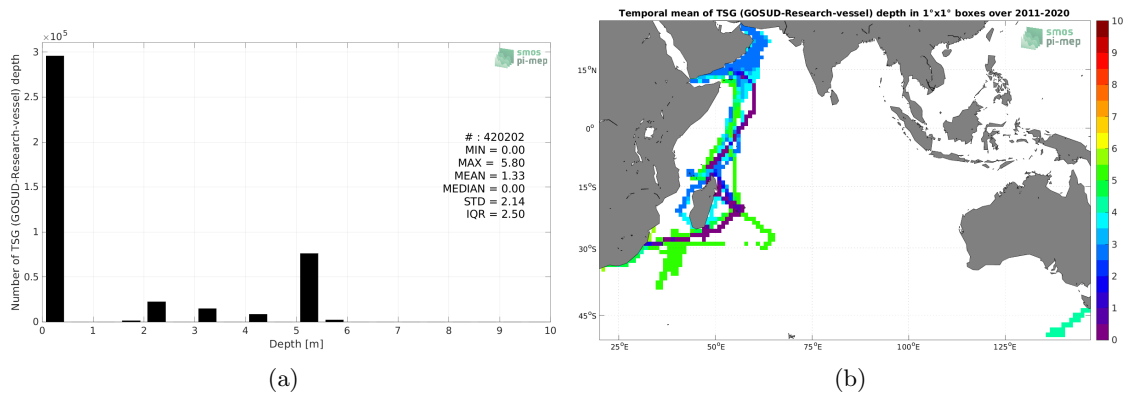 ×10⁵
3
2.5
2
1.5
1
0.5
0
Number of TSG (GOSUD-Research-vessel) depth
smos
pi-mep
# : 420202
MIN = 0.00
MAX = 5.80
MEAN = 1.33
MEDIAN = 0.00
STD = 2.14
IQR = 2.50
0 1 2 3 4 5 6 7 8 9 10
Depth [m]
(a)
Temporal mean of TSG (GOSUD-Research-vessel) depth in 1°x1° boxes over 2011-2020
smos
pi-mep
15°N
0°
15°S
30°S
45°S
25°E 50°E 75°E 100°E 125°E
10
9
8
7
6
5
4
3
2
1
0
(b)